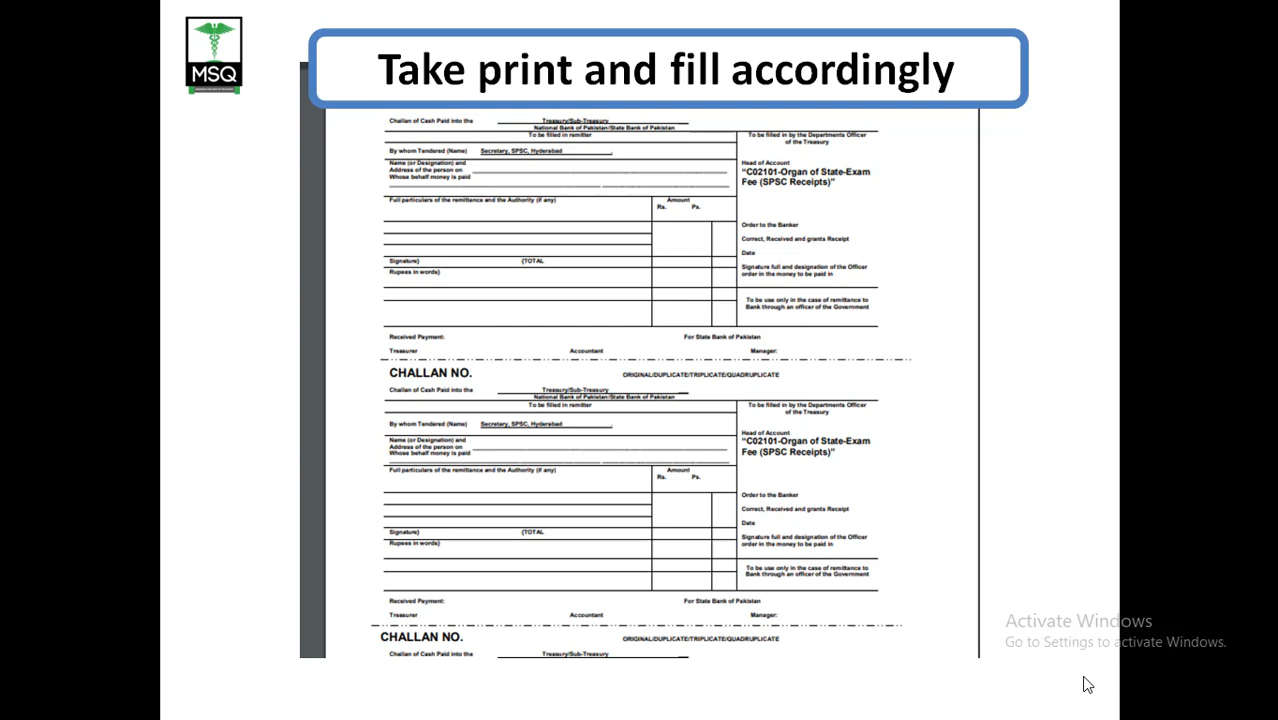 MSQ
Take print and fill accordingly
Challan of Cash Paid into the Treasury/Sub-Treasury
National Bank of Pakistan/State Bank of Pakistan
To be filled in remitter
To be filled in by the Departments Officer
of the Treasury
By whom Tendered (Name) Secretary, SPSC, Hyderabad
Name (or Designation) and
Address of the person on
Whose behalf money is paid
Head of Account
"C02101-Organ of State-Exam
Fee (SPSC Receipts)"
Full particulars of the remittance and the Authority (if any)
Amount
Rs. Ps.
Order to the Banker
Correct, Received and grants Receipt
Date
Signature) (TOTAL
Rupees in words)
Signature full and designation of the Officer
order in the money to be paid in
To be use only in the case of remittance to
Bank through an officer of the Government
Received Payment: For State Bank of Pakistan
Treasurer Accountant Manager:
CHALLAN NO. ORIGINAL/DUPLICATE/TRIPLICATE/QUADRUPLICATE
Challan of Cash Paid into the Treasury/Sub-Treasury
National Bank of Pakistan/State Bank of Pakistan
To be filled in remitter
To be filled in by the Departments Officer
of the Treasury
By whom Tendered (Name) Secretary, SPSC, Hyderabad
Name (or Designation) and
Address of the person on
Whose behalf money is paid
Head of Account
"C02101-Organ of State-Exam
Fee (SPSC Receipts)"
Full particulars of the remittance and the Authority (if any)
Amount
Rs. Ps.
Order to the Banker
Correct, Received and grants Receipt
Date
Signature) (TOTAL
Rupees in words)
Signature full and designation of the Officer
order in the money to be paid in
To be use only in the case of remittance to
Bank through an officer of the Government
Received Payment: For State Bank of Pakistan
Treasurer Accountant Manager:
CHALLAN NO. ORIGINAL/DUPLICATE/TRIPLICATE/QUADRUPLICATE
Challan of Cash Paid into the Treasury/Sub-Treasury
Activate Windows
Go to Settings to activate Windows.